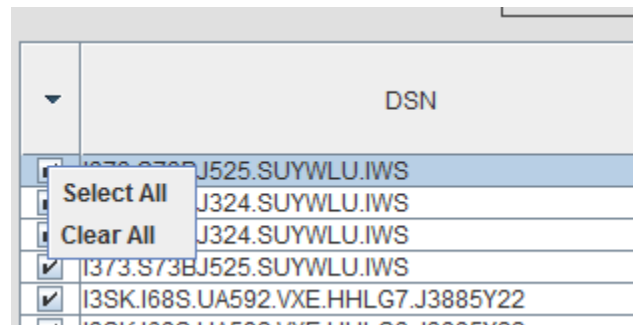 DSN
J525.SUYWLU.IWS
Select All
J324.SUYWLU.IWS
Clear All
J324.SUYWLU.IWS
I373.S73BJ525.SUYWLU.IWS
I3SK.I68S.UA592.VXE.HHLG7.J3885Y22